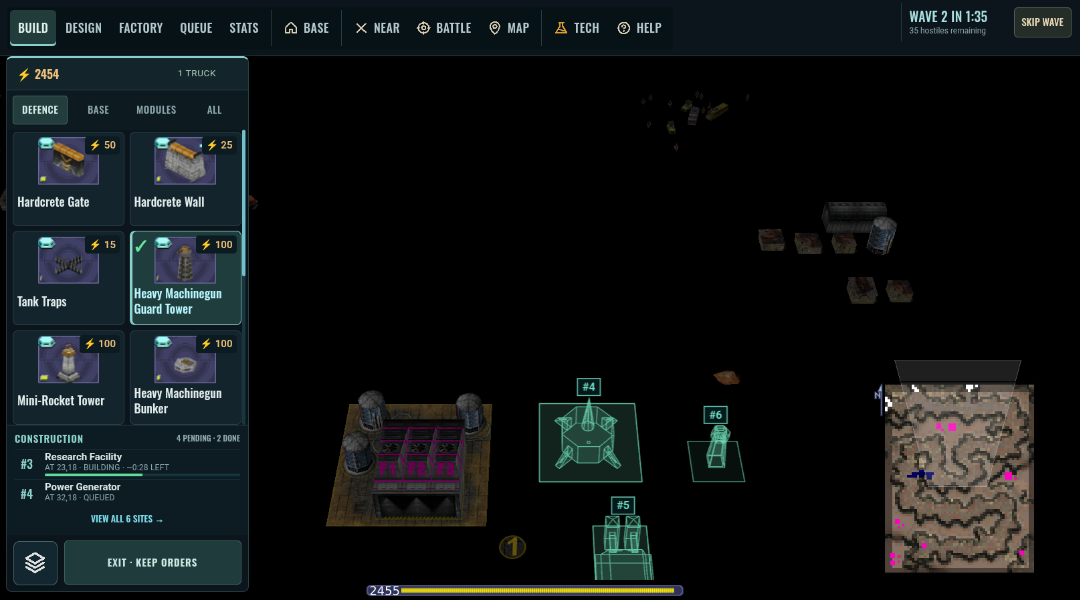 BUILD DESIGN FACTORY QUEUE STATS BASE NEAR BATTLE MAP TECH HELP
WAVE 2 IN 1:35
35 hostiles remaining
SKIP WAVE
2454 1 TRUCK
DEFENCE BASE MODULES ALL
50
Hardcrete Gate
25
Hardcrete Wall
15
Tank Traps
100
Heavy Machinegun
Guard Tower
100
Mini-Rocket Tower
100
Heavy Machinegun
Bunker
CONSTRUCTION 4 PENDING · 2 DONE
#3 Research Facility
AT 23,18 · BUILDING · ~0:28 LEFT
#4 Power Generator
AT 32,18 · QUEUED
VIEW ALL 6 SITES →
EXIT · KEEP ORDERS
#4
#6
#5
1
2455
N